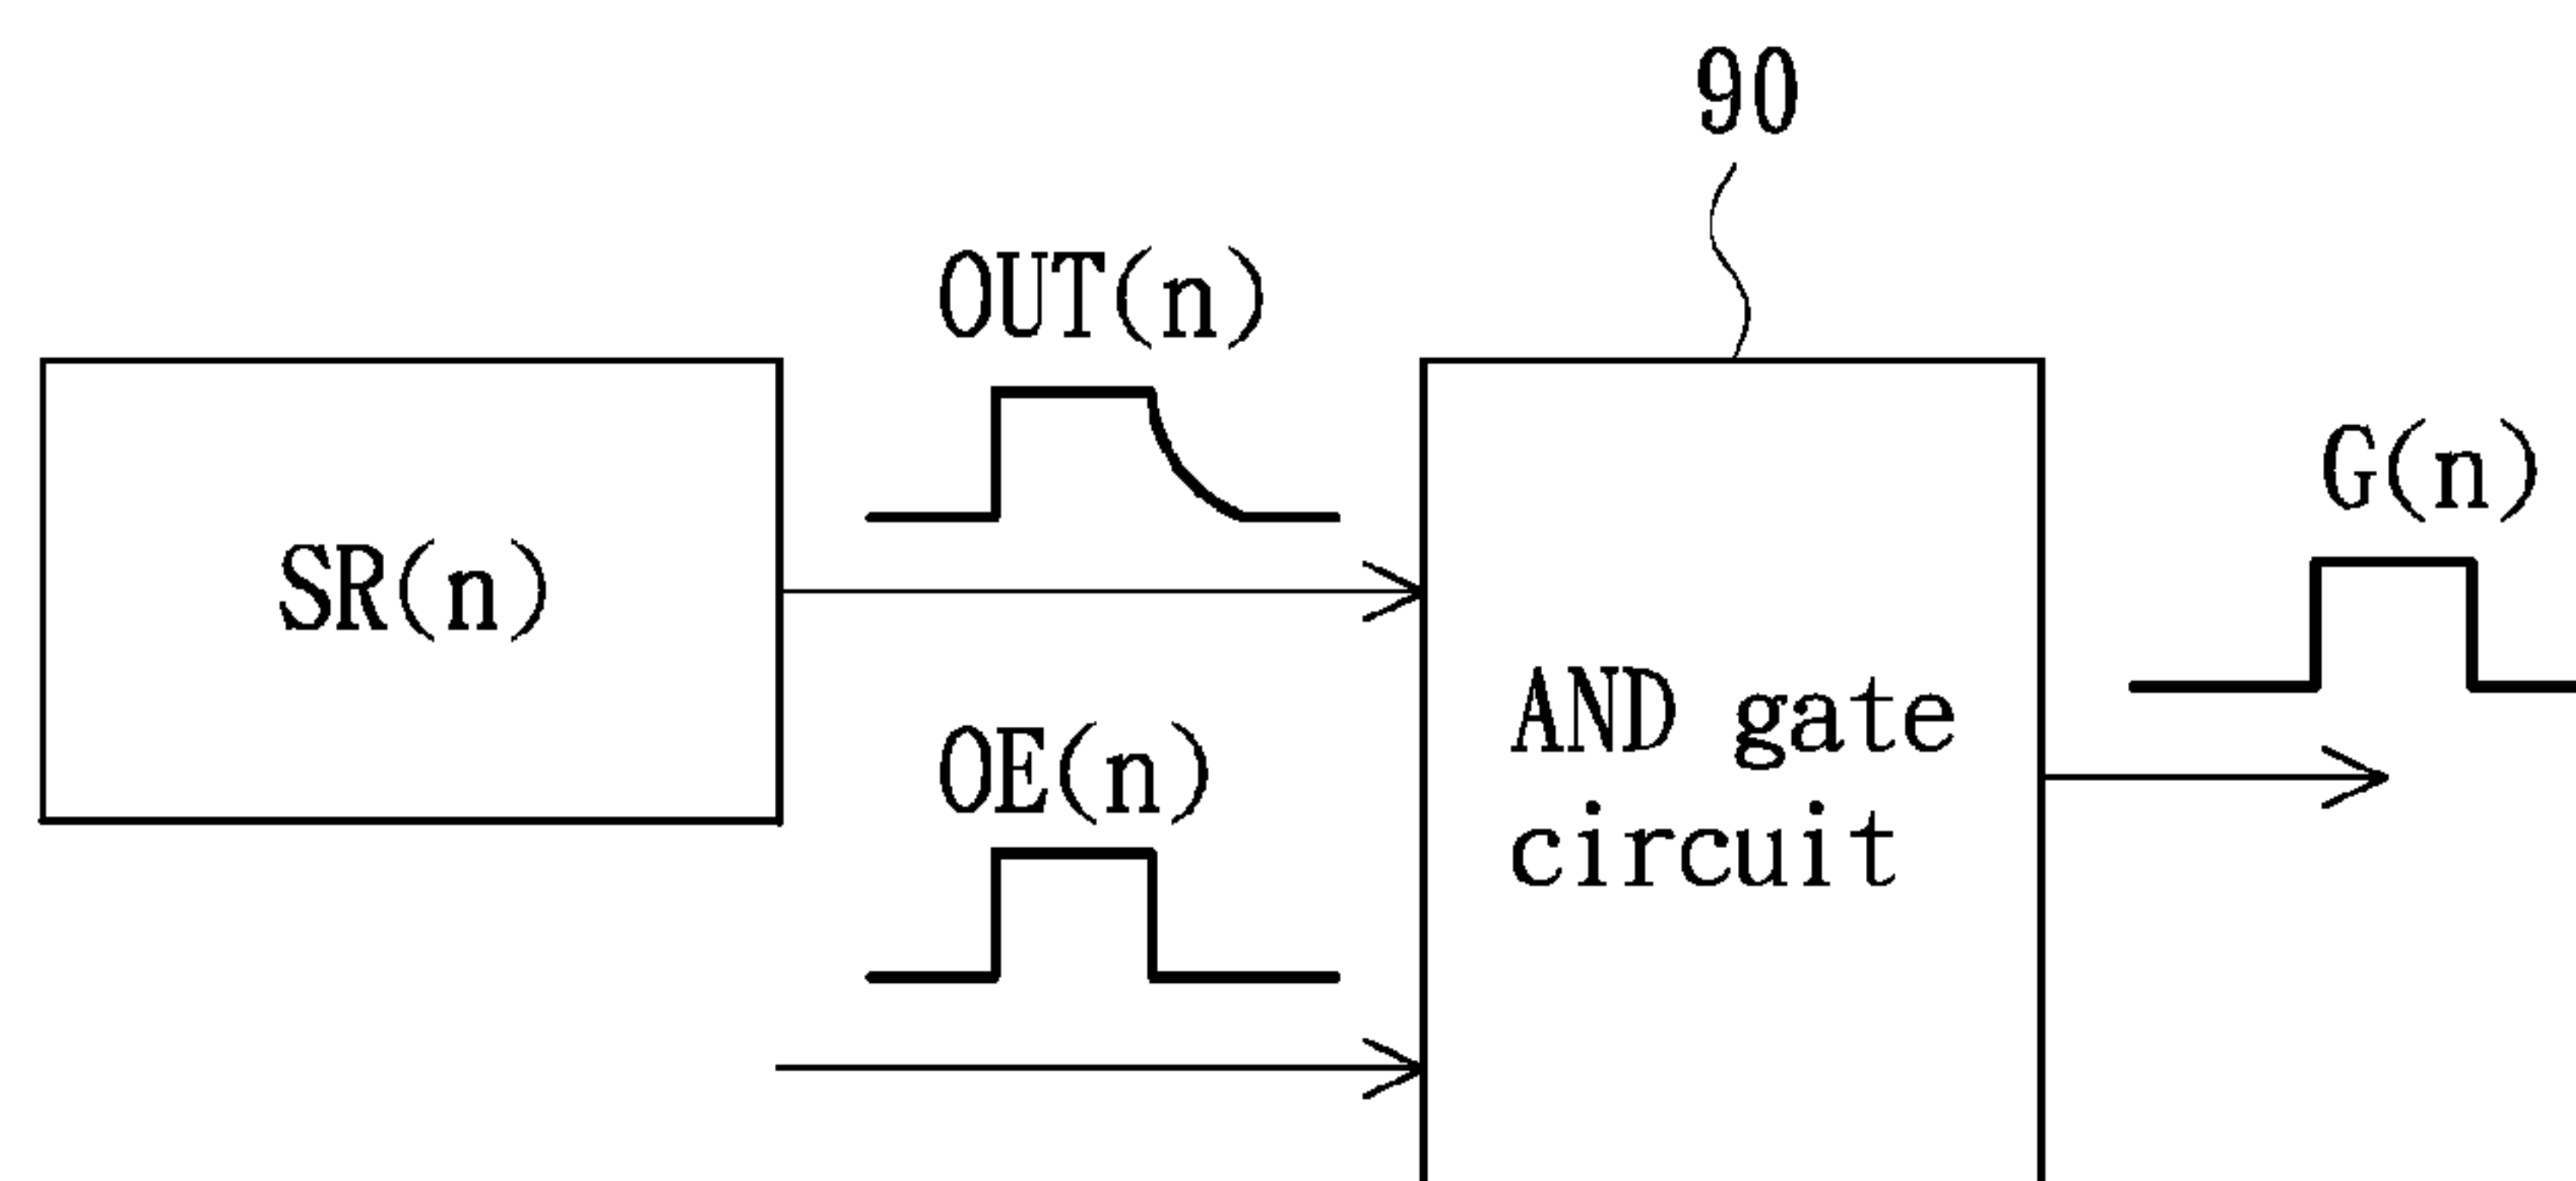 90
OUT(n)
G(n)
SR(n)
OE(n)
AND gate
circuit